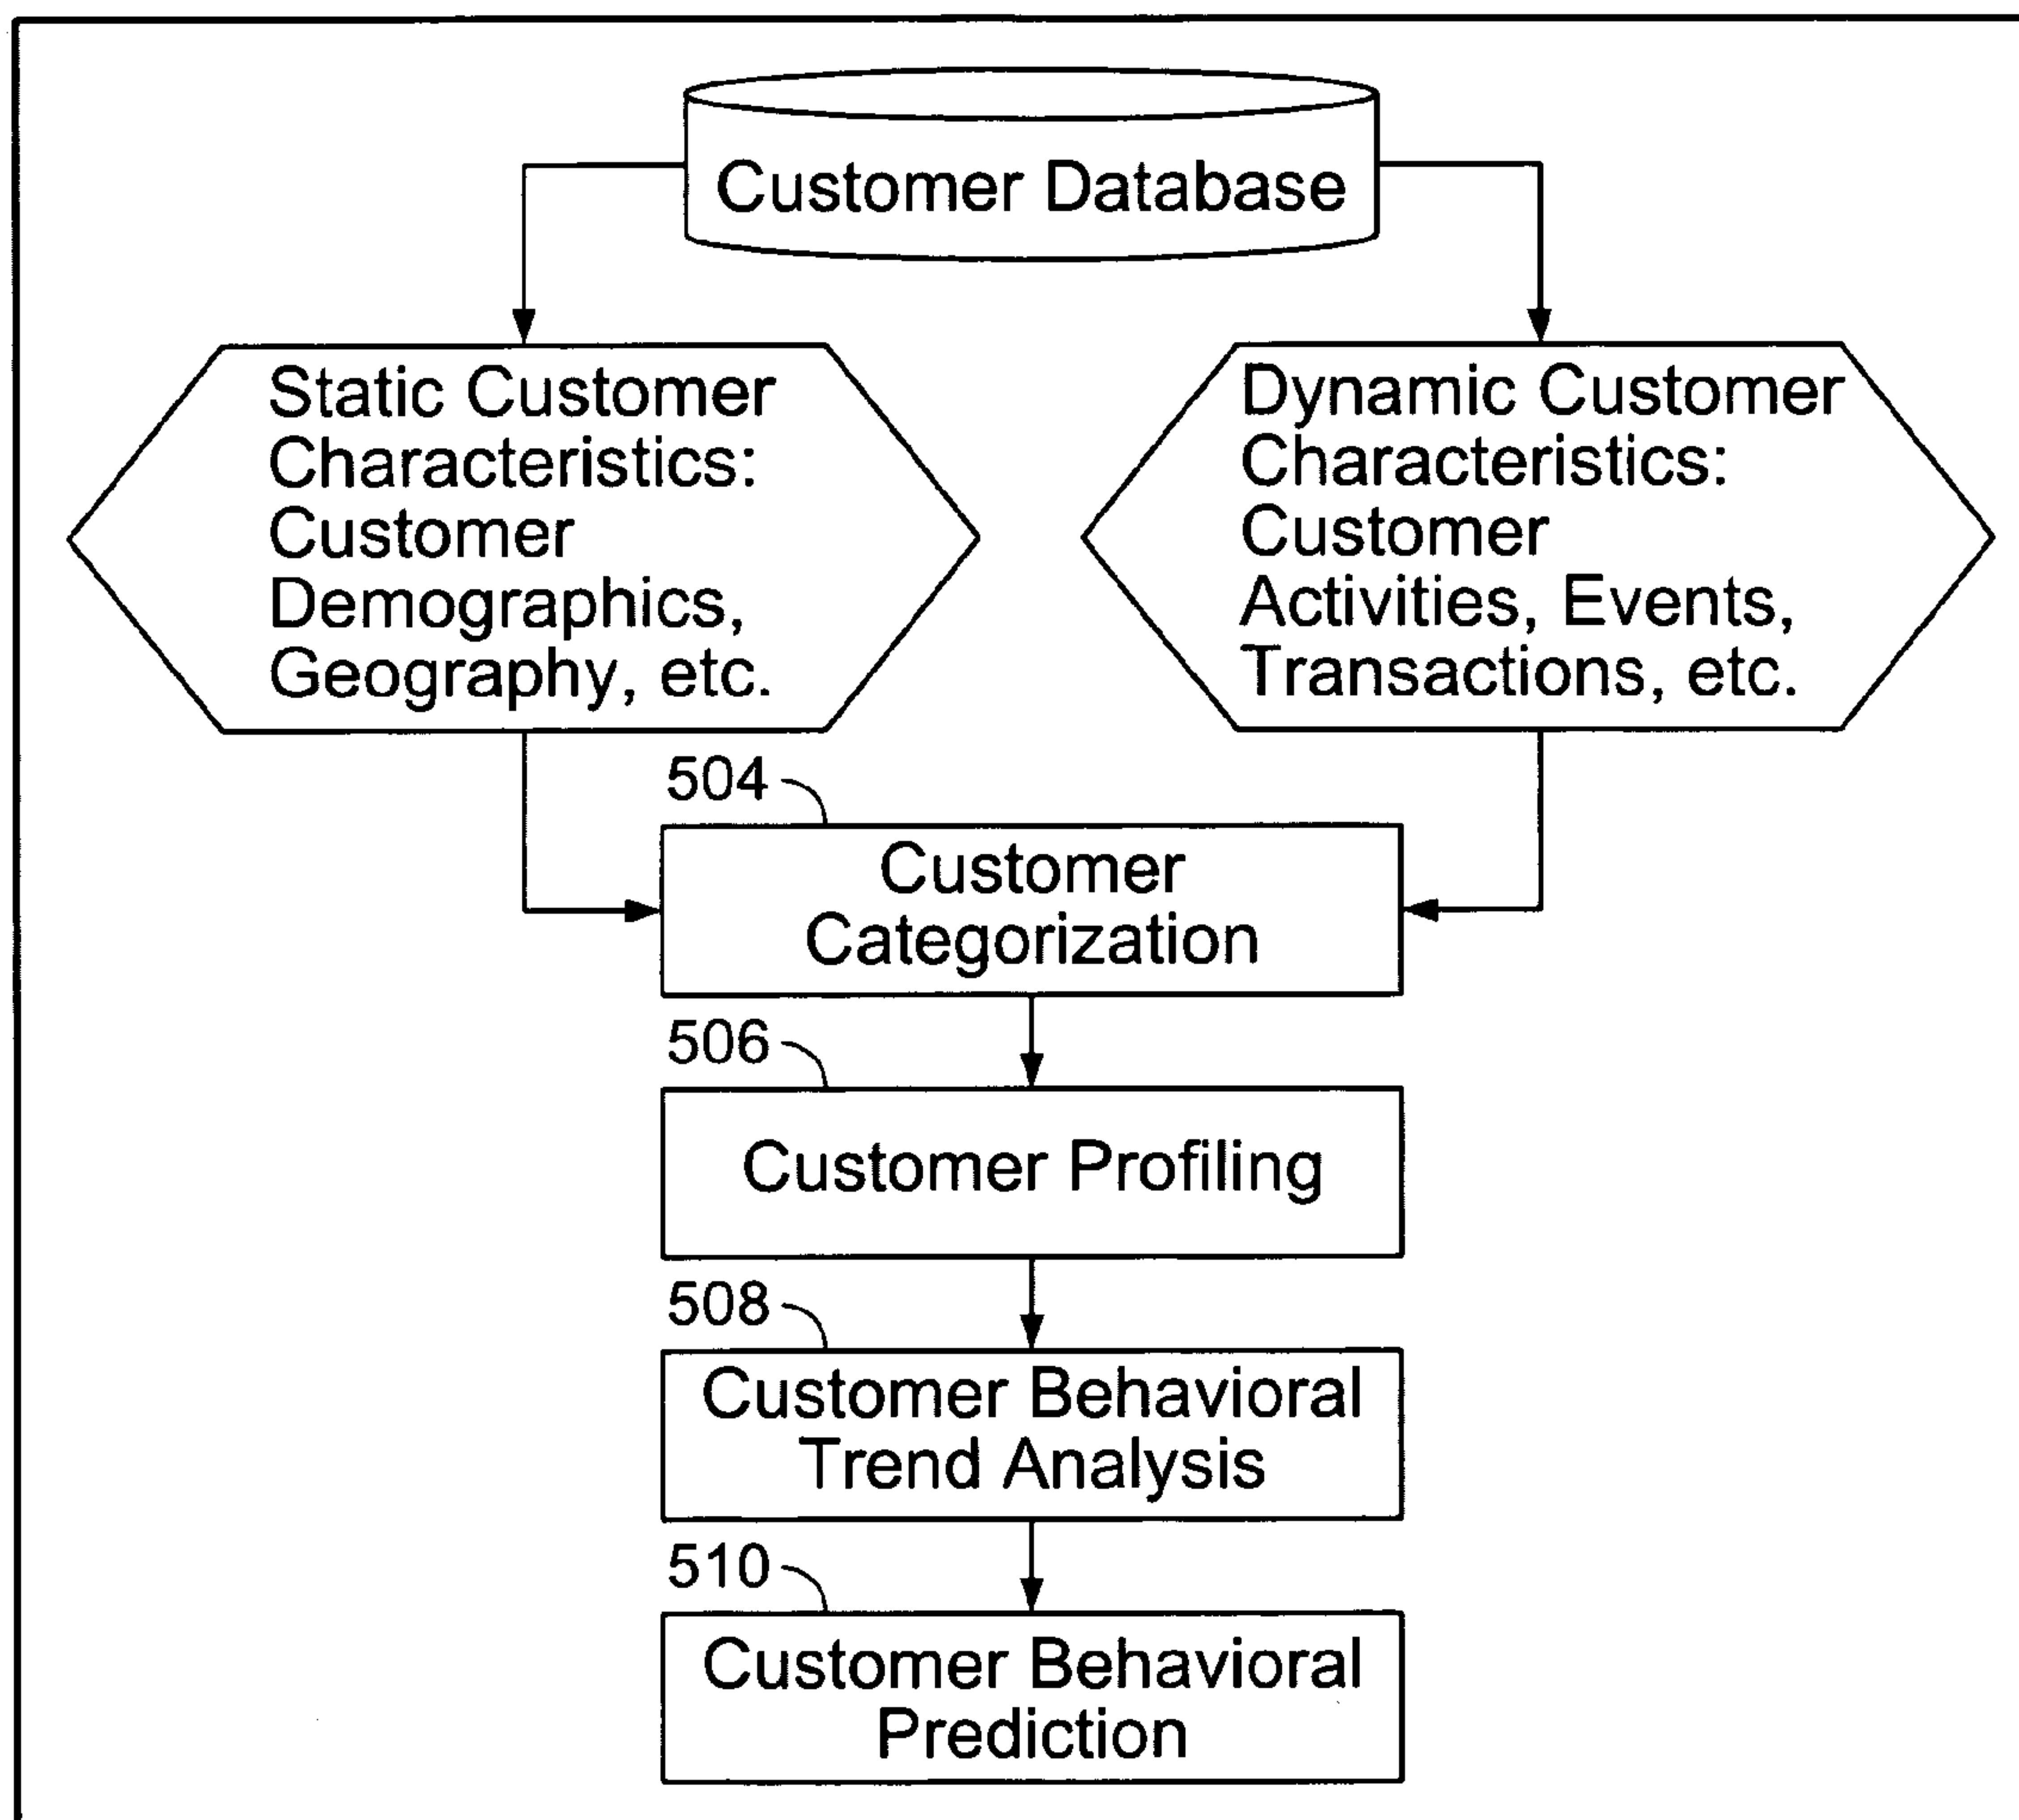 Customer Database
Static Customer
Characteristics:
Customer
Demographics,
Geography, etc.
Dynamic Customer
Characteristics:
Customer
Activities, Events,
Transactions, etc.
504
Customer
Categorization
506
Customer Profiling
508
Customer Behavioral
Trend Analysis
510
Customer Behavioral
Prediction